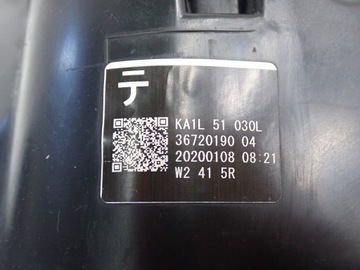 テ
KA1L 51 030L
36720190 04
20200108 08:21
W2 41 5R